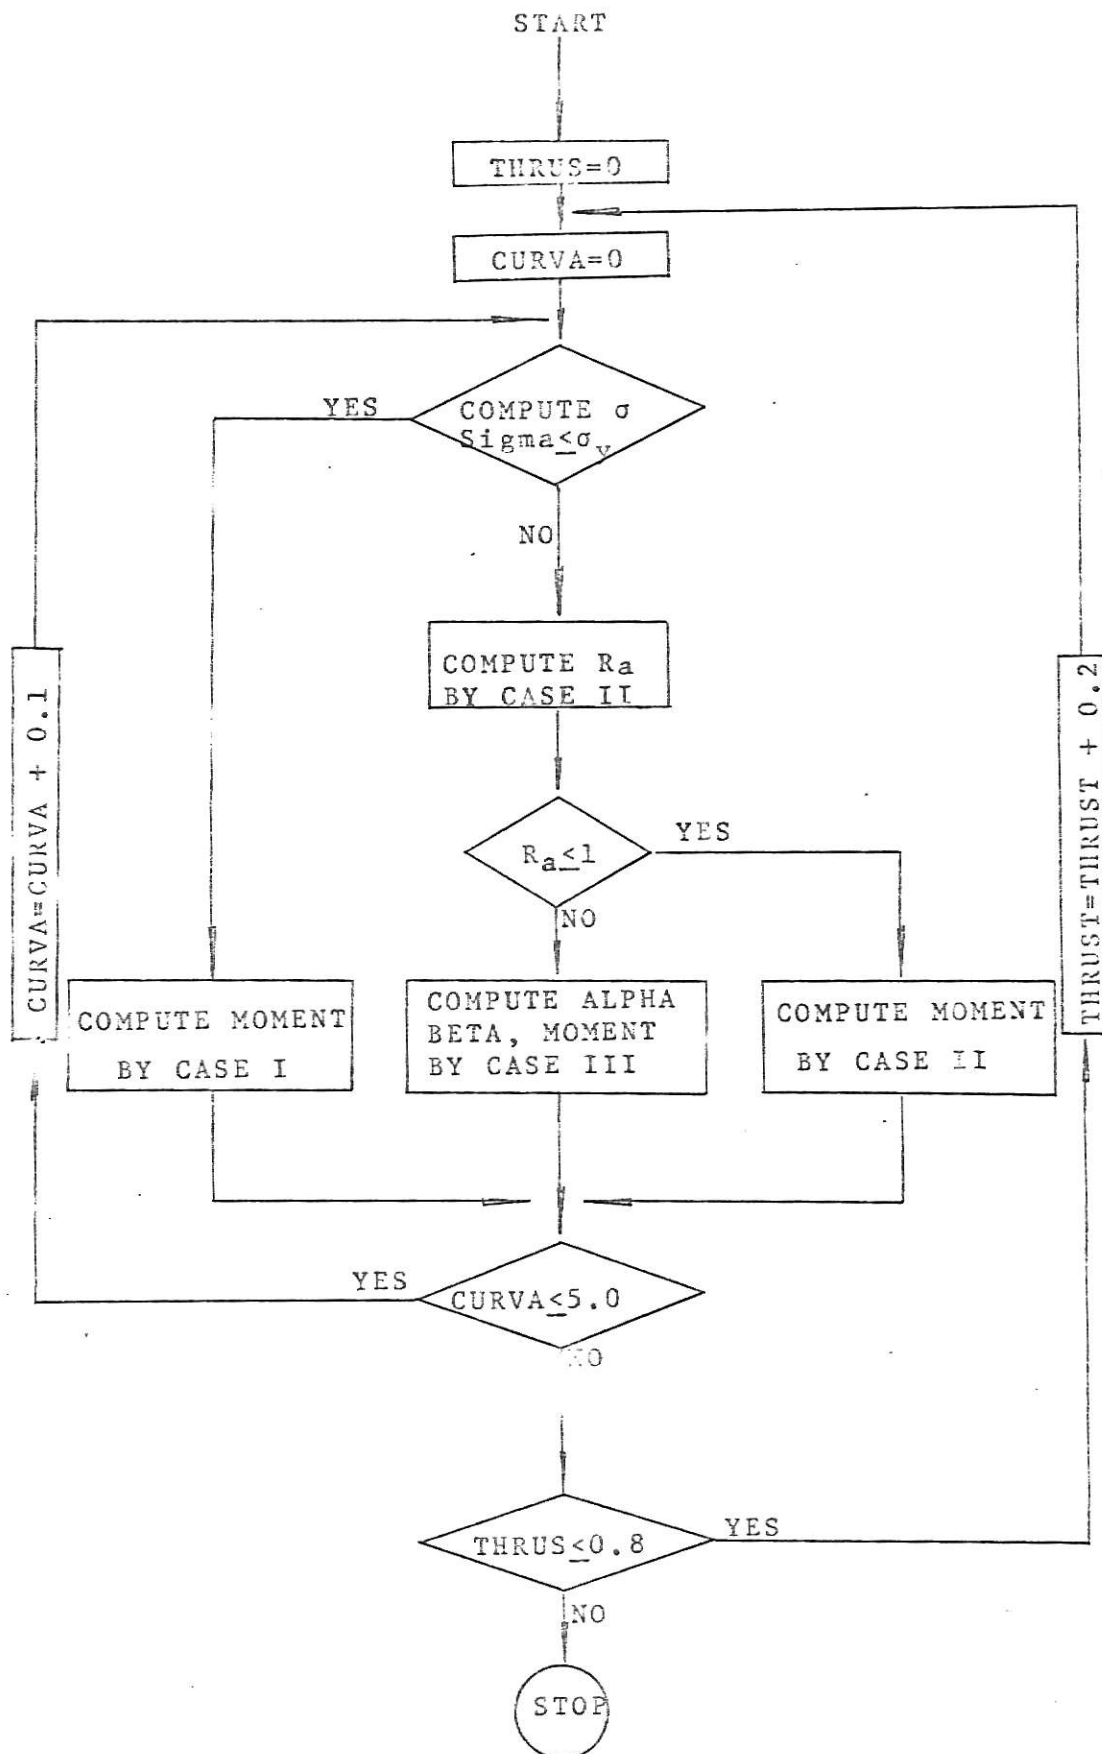 START
THRUS=0
CURVA=0
YES
COMPUTE σ
Sigma≤σy
NO
COMPUTE Ra
BY CASE II
CURVA=CURVA + 0.1
THRUST=THRUST + 0.2
Ra≤1
YES
NO
COMPUTE MOMENT
BY CASE I
COMPUTE ALPHA
BETA, MOMENT
BY CASE III
COMPUTE MOMENT
BY CASE II
YES
CURVA≤5.0
NO
THRUS≤0.8
YES
NO
STOP